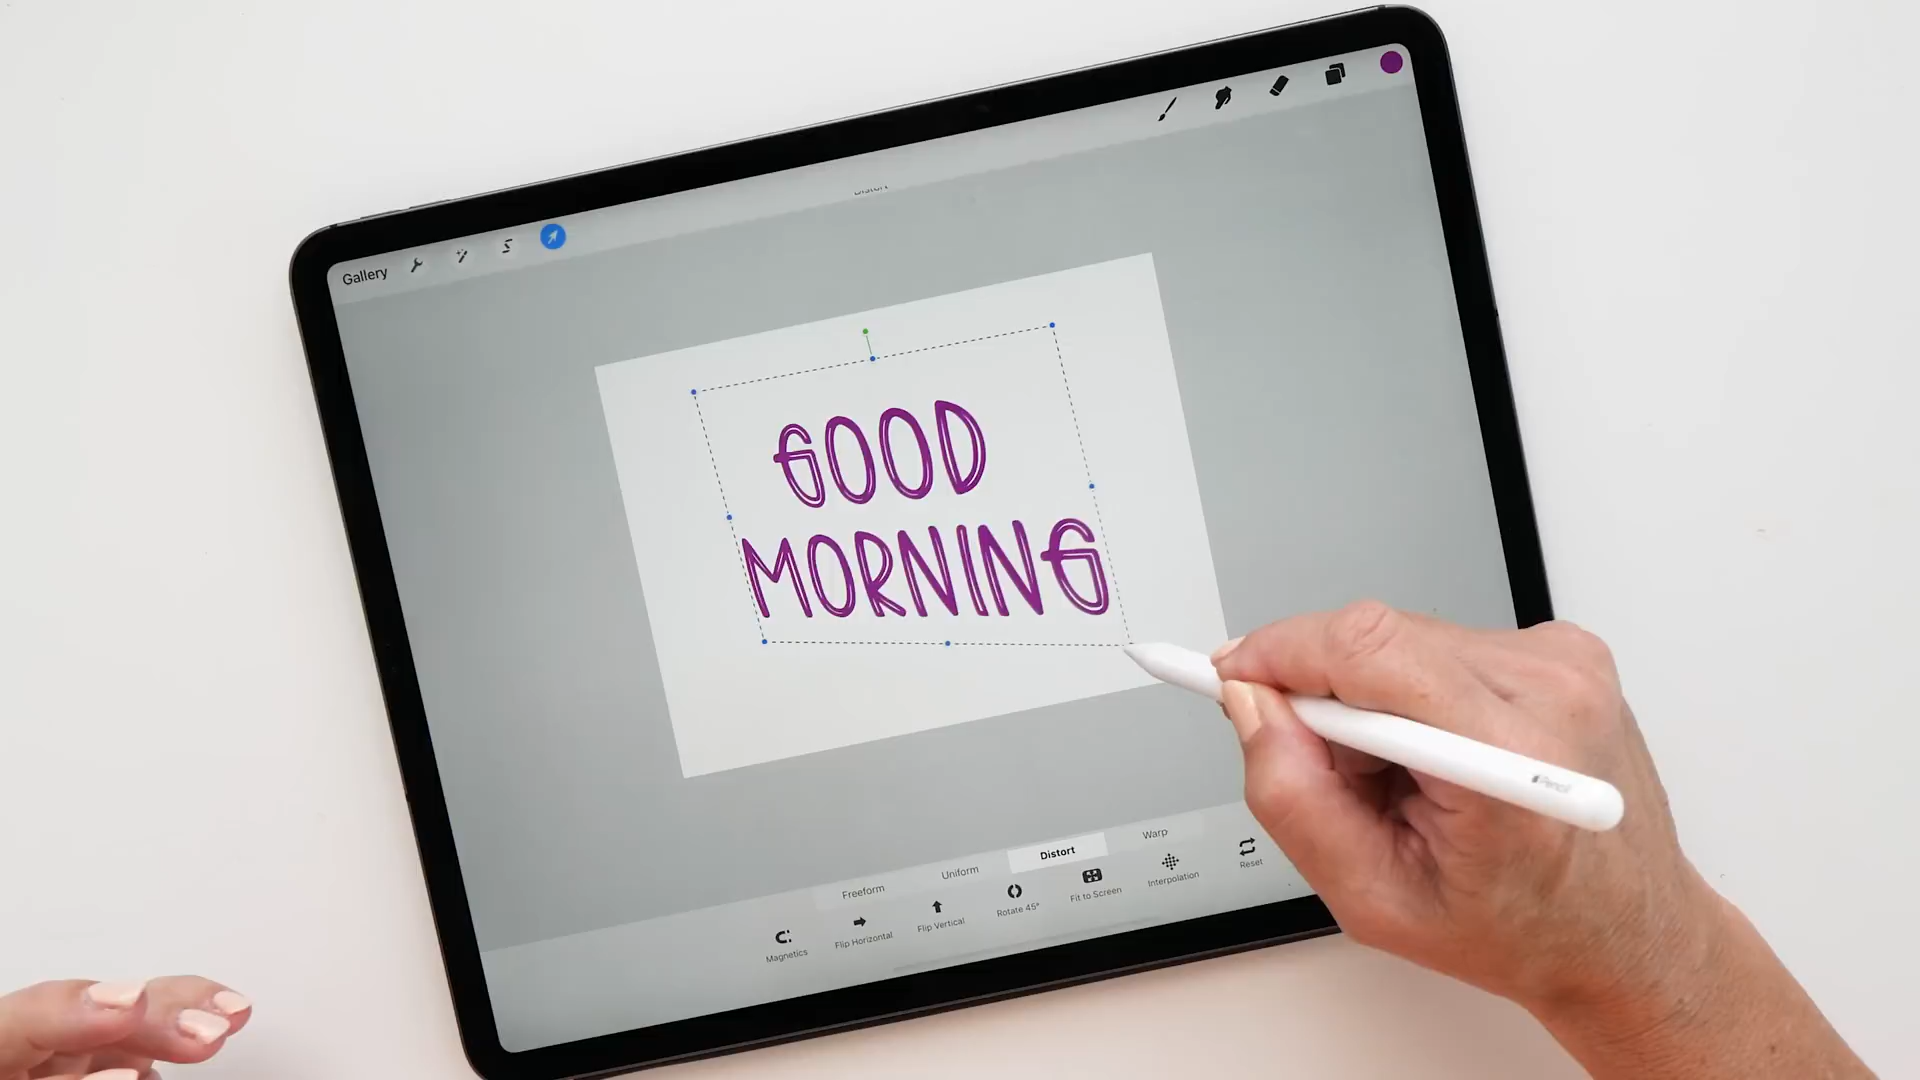 Distort
Gallery
GOOD
MORNING
Freeform
Uniform
Distort
Warp
Magnetics
Flip Horizontal
Flip Vertical
Rotate 45°
Fit to Screen
Interpolation
Reset
Pencil